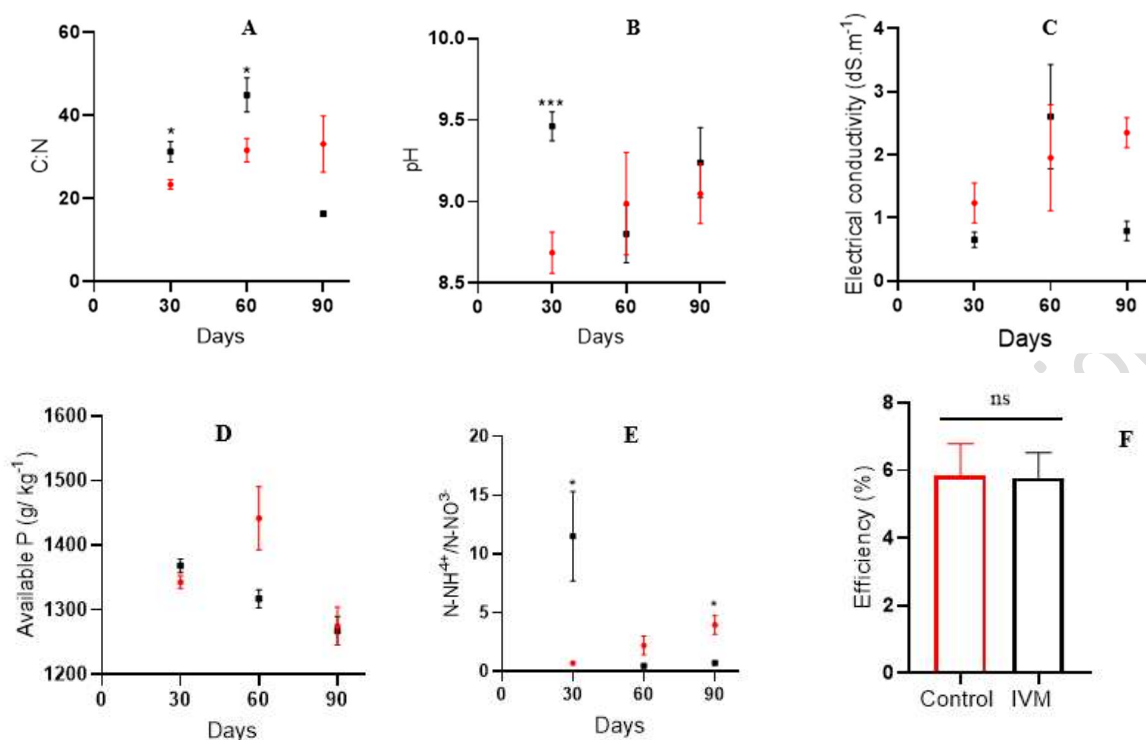 A
C:N
60
40
20
0
*
*
0 30 60 90
Days
B
pH
10.0
9.5
9.0
8.5
***
0 30 60 90
Days
C
Electrical conductivity (dS.m-1)
4
3
2
1
0
0 30 60 90
Days
D
Available P (g/ kg-1)
1600
1500
1400
1300
1200
0 30 60 90
Days
E
N-NH4+/N-NO3-
20
15
10
5
0
*
*
0 30 60 90
Days
F
Efficiency (%)
8
6
4
2
0
ns
Control IVM